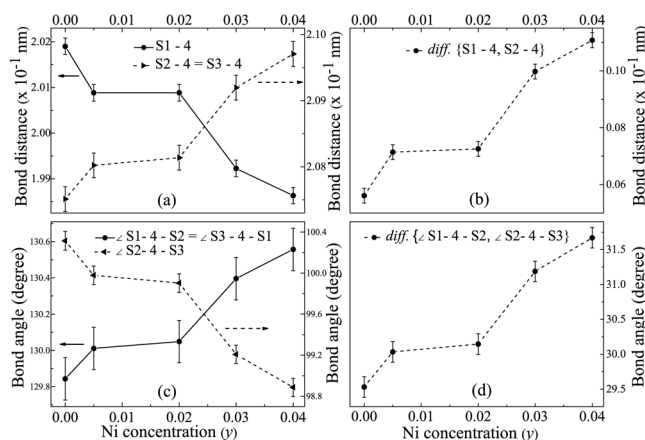 0.00 0.01 0.02 0.03 0.04
0.00 0.01 0.02 0.03 0.04
Bond distance (x 10⁻¹ nm)
2.02
2.01
2.00
1.99
S1 - 4
S2 - 4 = S3 - 4
(a)
2.10
2.09
2.08
Bond distance (x 10⁻¹ nm)
diff. {S1 - 4, S2 - 4}
(b)
0.10
0.08
0.06
Bond distance (x 10⁻¹ nm)
Bond angle (degree)
130.6
130.4
130.2
130.0
129.8
∠ S1- 4 - S2 = ∠ S3 - 4 - S1
∠ S2- 4 - S3
(c)
100.4
100.0
99.6
99.2
98.8
Bond angle (degree)
diff. {∠ S1- 4 - S2, ∠ S2- 4 - S3}
(d)
31.5
31.0
30.5
30.0
29.5
Bond angle (degree)
0.00 0.01 0.02 0.03 0.04
Ni concentration (y)
0.00 0.01 0.02 0.03 0.04
Ni concentration (y)